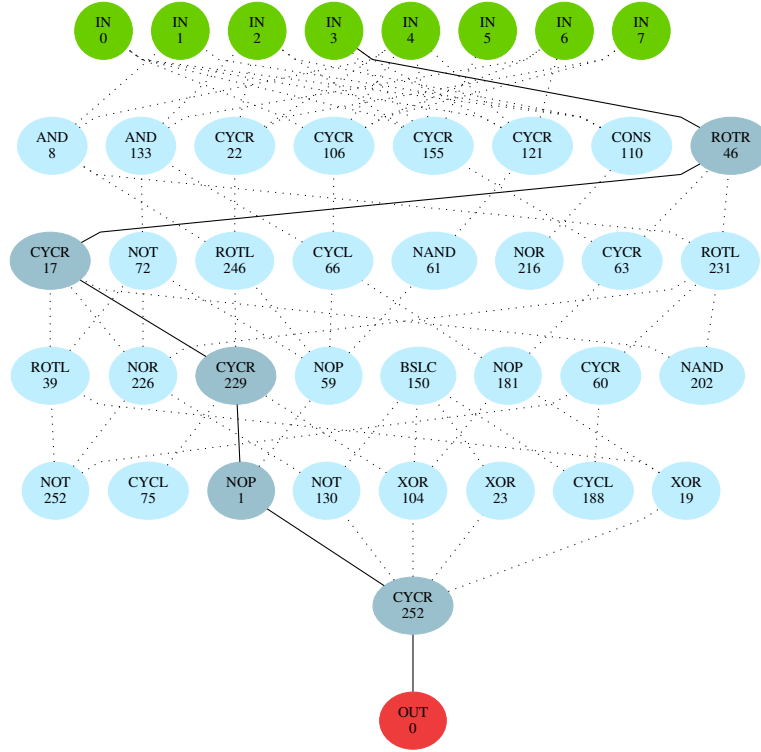 IN
0
IN
1
IN
2
IN
3
IN
4
IN
5
IN
6
IN
7
AND
8
AND
133
CYCR
22
CYCR
106
CYCR
155
CYCR
121
CONS
110
ROTR
46
CYCR
17
NOT
72
ROTL
246
CYCL
66
NAND
61
NOR
216
CYCR
63
ROTL
231
ROTL
39
NOR
226
CYCR
229
NOP
59
BSLC
150
NOP
181
CYCR
60
NAND
202
NOT
252
CYCL
75
NOP
1
NOT
130
XOR
104
XOR
23
CYCL
188
XOR
19
CYCR
252
OUT
0